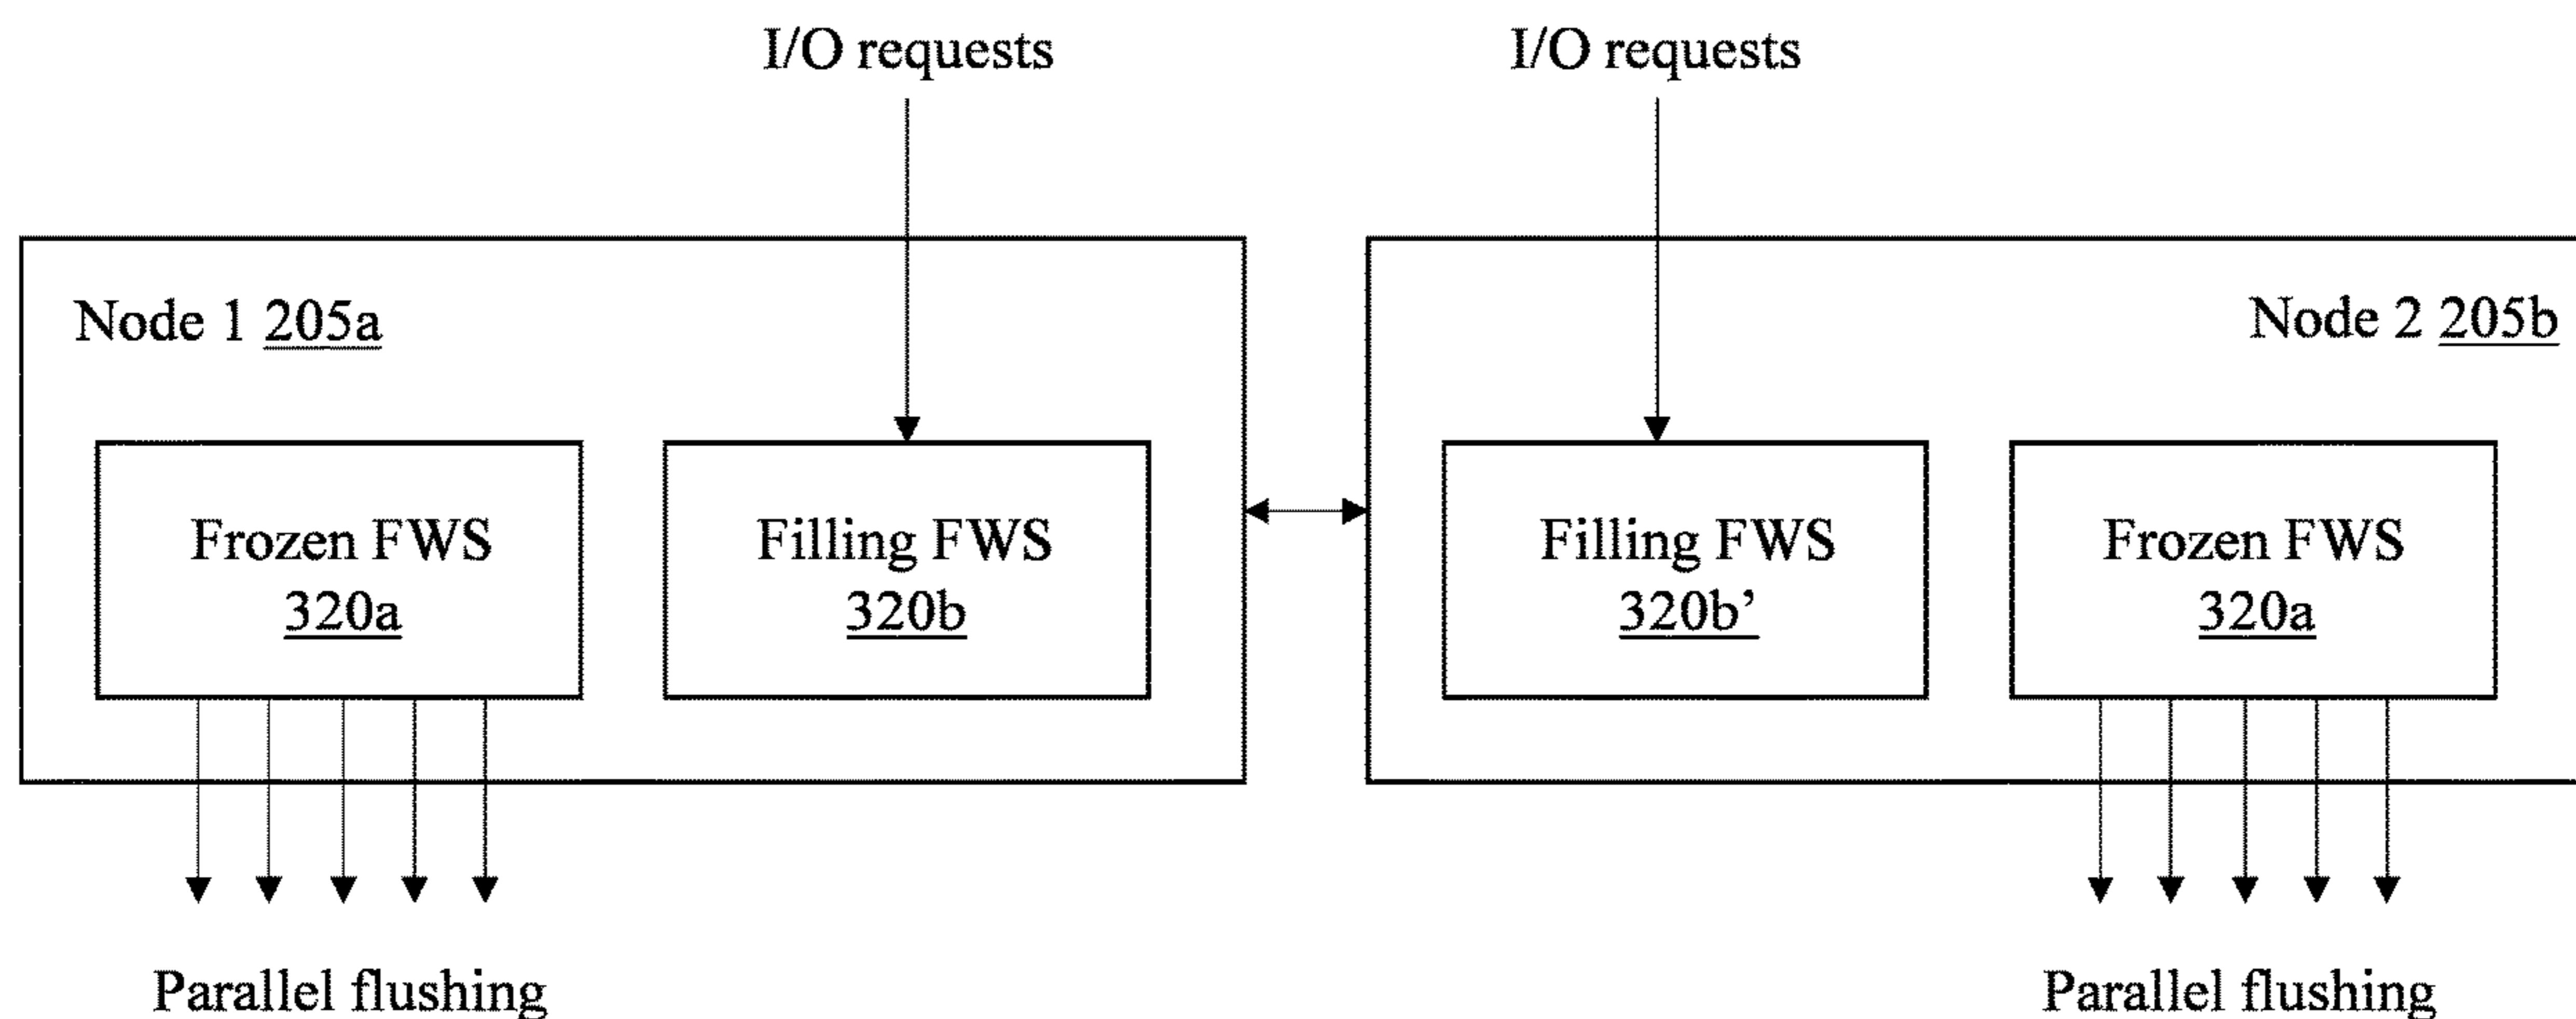 I/O requests
I/O requests
Node 1 205a
Node 2 205b
Frozen FWS
320a
Filling FWS
320b
Filling FWS
320b’
Frozen FWS
320a
Parallel flushing
Parallel flushing